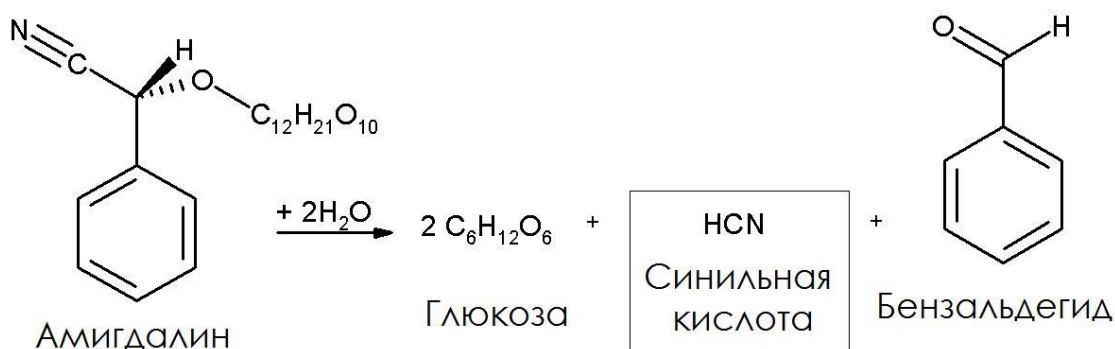 N
C
H
O
C₁₂H₂₁O₁₀
Амигдалин
+ 2H₂O
2 C₆H₁₂O₆
Глюкоза
+
HCN
Синильная
кислота
+
O
H
Бензальдегид